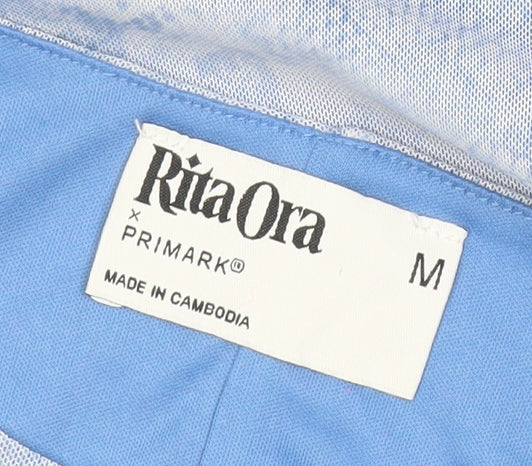 Rita Ora
×
PRIMARK®
MADE IN CAMBODIA
M